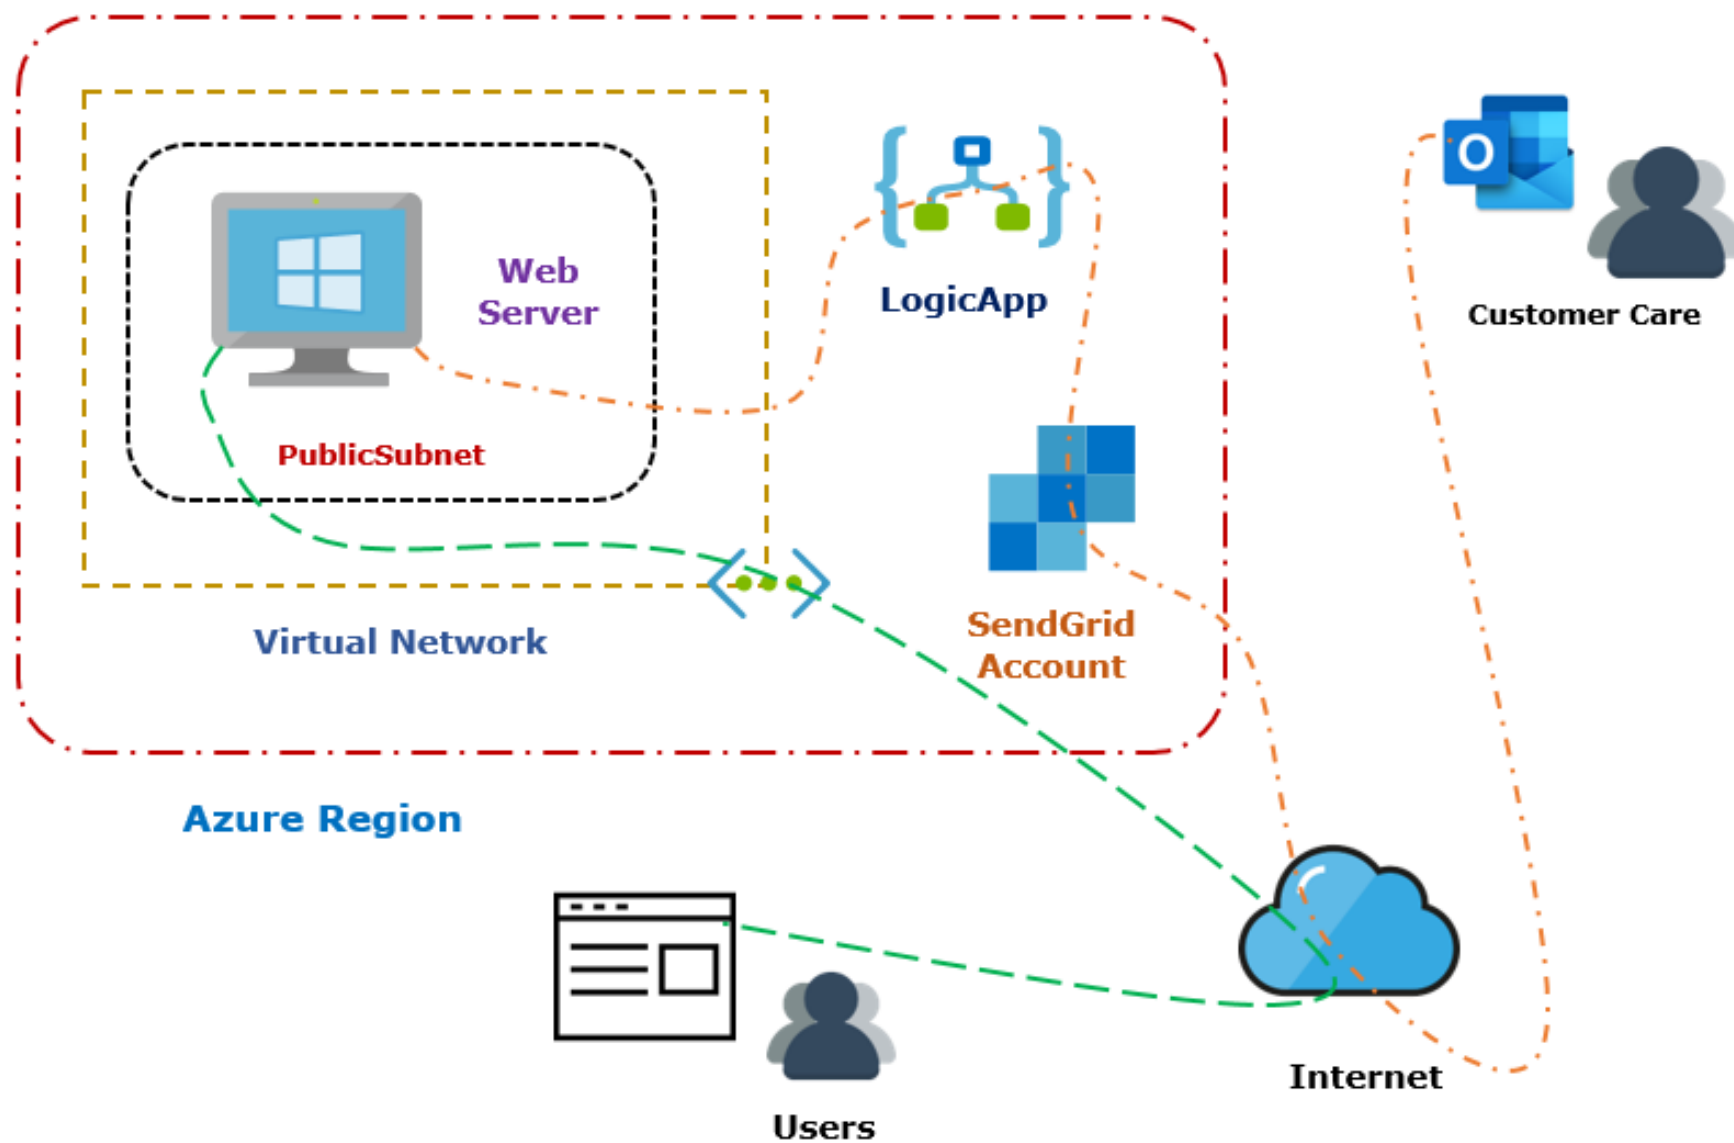 Web
Server
PublicSubnet
Virtual Network
LogicApp
SendGrid
Account
O
Customer Care
Azure Region
Users
Internet